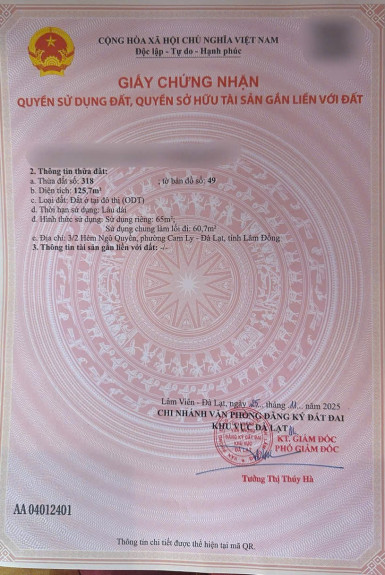 CỘNG HÒA XÃ HỘI CHỦ NGHĨA VIỆT NAM
Độc lập - Tự do - Hạnh phúc
GIẤY CHỨNG NHẬN
QUYỀN SỬ DỤNG ĐẤT, QUYỀN SỞ HỮU TÀI SẢN GẮN LIỀN VỚI ĐẤT
2. Thông tin thửa đất:
a. Thửa đất số: 318 ; tờ bản đồ số: 49
b. Diện tích: 125,7m²
c. Loại đất: Đất ở tại đô thị (ODT)
d. Thời hạn sử dụng: Lâu dài
đ. Hình thức sử dụng: Sử dụng riêng: 65m²;
Sử dụng chung làm lối đi: 60,7m²
e. Địa chỉ: 3/2 Hẻm Ngô Quyền, phường Cam Ly - Đà Lạt, tỉnh Lâm Đồng
3. Thông tin tài sản gắn liền với đất: -/-
Lâm Viên - Đà Lạt, ngày 25 tháng 11 năm 2025
CHI NHÁNH VĂN PHÒNG ĐĂNG KÝ ĐẤT ĐAI
KHU VỰC ĐÀ LẠT
KT. GIÁM ĐỐC
PHÓ GIÁM ĐỐC
Tưởng Thị Thúy Hà
AA 04012401
Thông tin chi tiết được thể hiện tại mã QR.